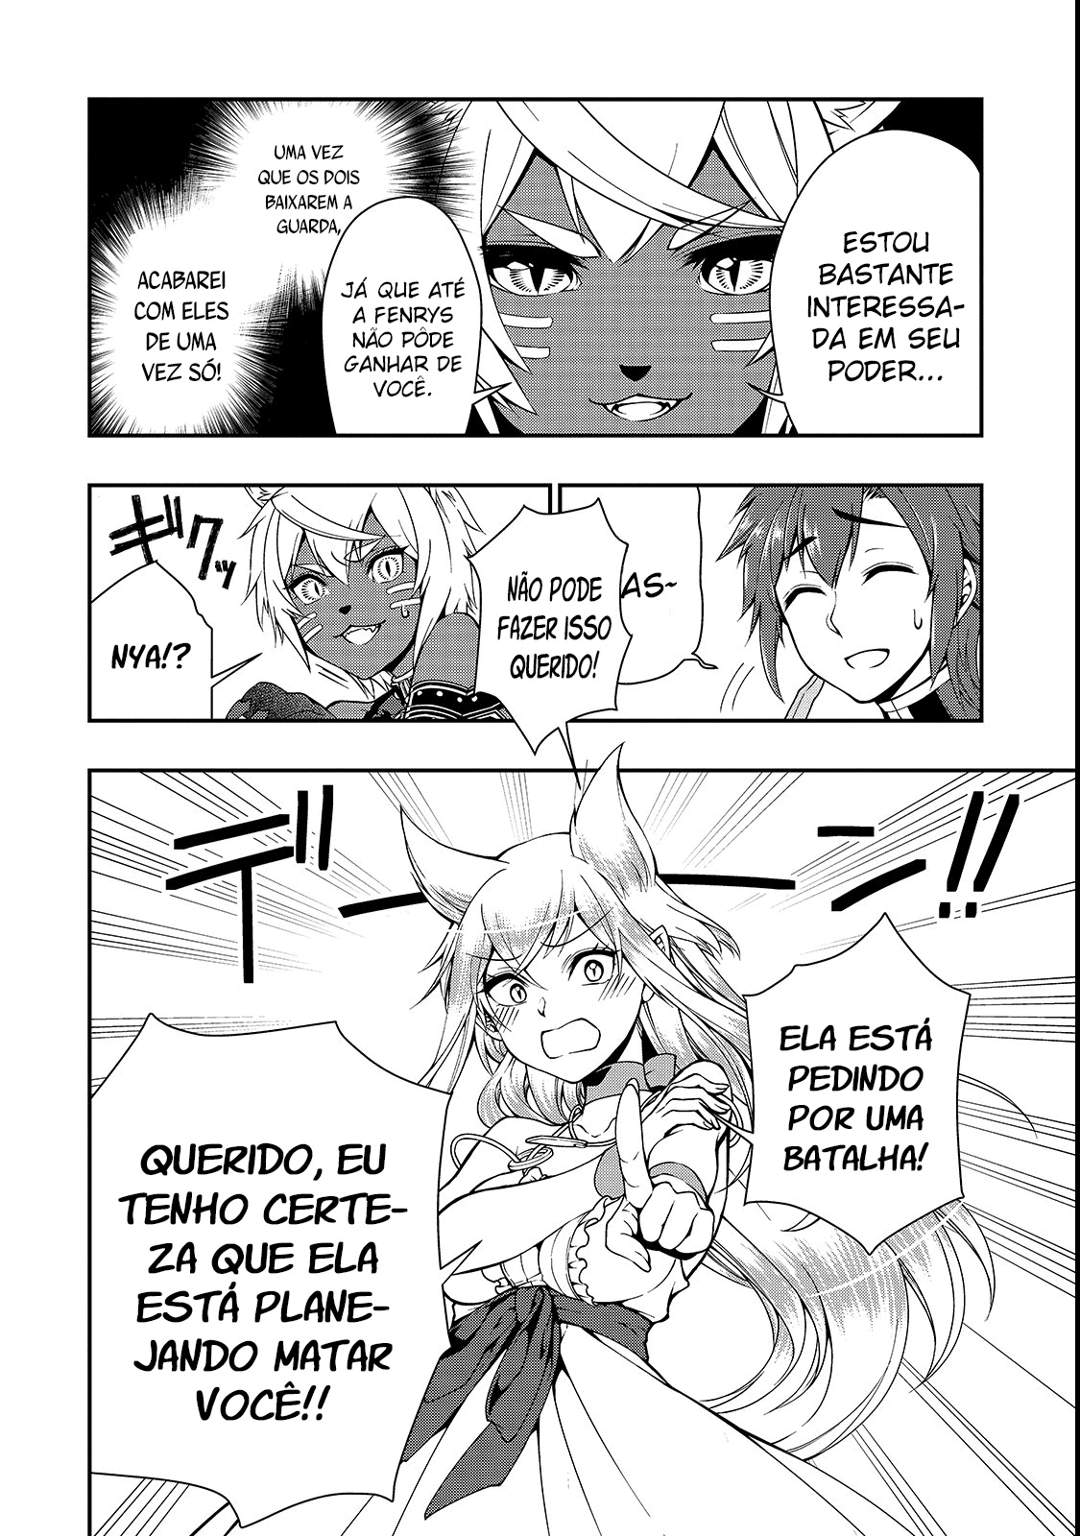 ESTOU
BASTANTE
INTERESSA-
DA EM SEU
PODER...
JÁ QUE ATÉ
A FENRYS
NÃO PÔDE
GANHAR DE
VOCÊ.
UMA VEZ
QUE OS DOIS
BAIXAREM A
GUARDA,
ACABAREI
COM ELES
DE UMA
VEZ SÓ!
AS~
NÃO PODE
FAZER ISSO
QUERIDO!
ギクッ
NYA!?
デデーン!!
ELA ESTÁ
PEDINDO
POR UMA
BATALHA!
QUERIDO, EU
TENHO CERTE-
ZA QUE ELA
ESTÁ PLANE-
JANDO MATAR
VOCÊ!!